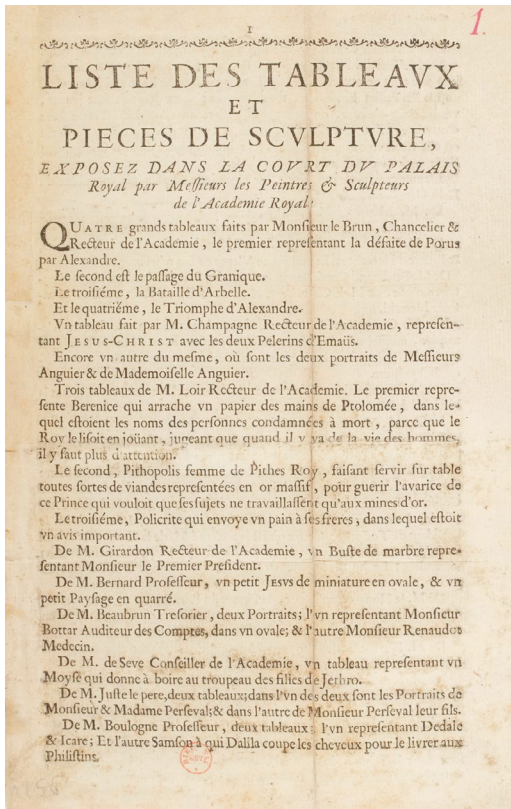 1
1.
LISTE DES TABLEAVX
ET
PIECES DE SCVLPTVRE,
EXPOSEZ DANS LA COVRT DV PALAIS
Royal par Messieurs les Peintres & Sculpteurs
de l'Academie Royal.
QUATRE grands tableaux faits par Monsieur le Brun, Chancelier &
Recteur de l'Academie, le premier representant la défaite de Porus
par Alexandre.
Le second est le passage du Granique.
Le troisiéme, la Bataille d'Arbelle.
Et le quatriéme, le Triomphe d'Alexandre.
Vn tableau fait par M. Champagne Recteur de l'Academie, represen-
tant JESUS-CHRIST avec les deux Pelerins d'Emaüs.
Encore vn autre du mesme, où sont les deux portraits de Messieurs
Anguier & de Mademoiselle Anguier.
Trois tableaux de M. Loir Recteur de l'Academie. Le premier repre-
sente Berenice qui arrache vn papier des mains de Ptolomée, dans le-
quel estoient les noms des personnes condamnées à mort, parce que le
Roy le lisoit en joüant, jugeant que quand il y va de la vie des hommes,
il y faut plus d'attention.
Le second, Pithopolis femme de Piches Roy, faisant servir sur table
toutes sortes de viandes representées en or massif, pour guerir l'avarice de
ce Prince qui vouloit que ses sujets ne travaillassent qu'aux mines d'or.
Le troisiéme, Policrite qui envoye vn pain à ses freres, dans lequel estoit
vn avis important.
De M. Girardon Recteur de l'Academie, vn Buste de marbre repre-
sentant Monsieur le Premier President.
De M. Bernard Professeur, vn petit JESVS de miniature en ovale, & vn
petit Paysage en quarré.
De M. Beaubrun Tresorier, deux Portraits; l'vn representant Monsieur
Bottar Auditeur des Comptes, dans vn ovale; & l'autre Monsieur Renaudot
Medecin.
De M. de Seve Conseiller de l'Academie, vn tableau representant vn
Moyse qui donne à boire au troupeau des filles de Jethro.
De M. Juste le pere, deux tableaux; dans l'vn des deux sont les Portraits de
Monsieur & Madame Perseval; & dans l'autre de Monsieur Perseval leur fils.
De M. Boulogne Professeur, deux tableaux: l'vn representant Dedale
& Icare; Et l'autre Samson à qui Dalila coupe les cheveux pour le livrer aux
Philistins.